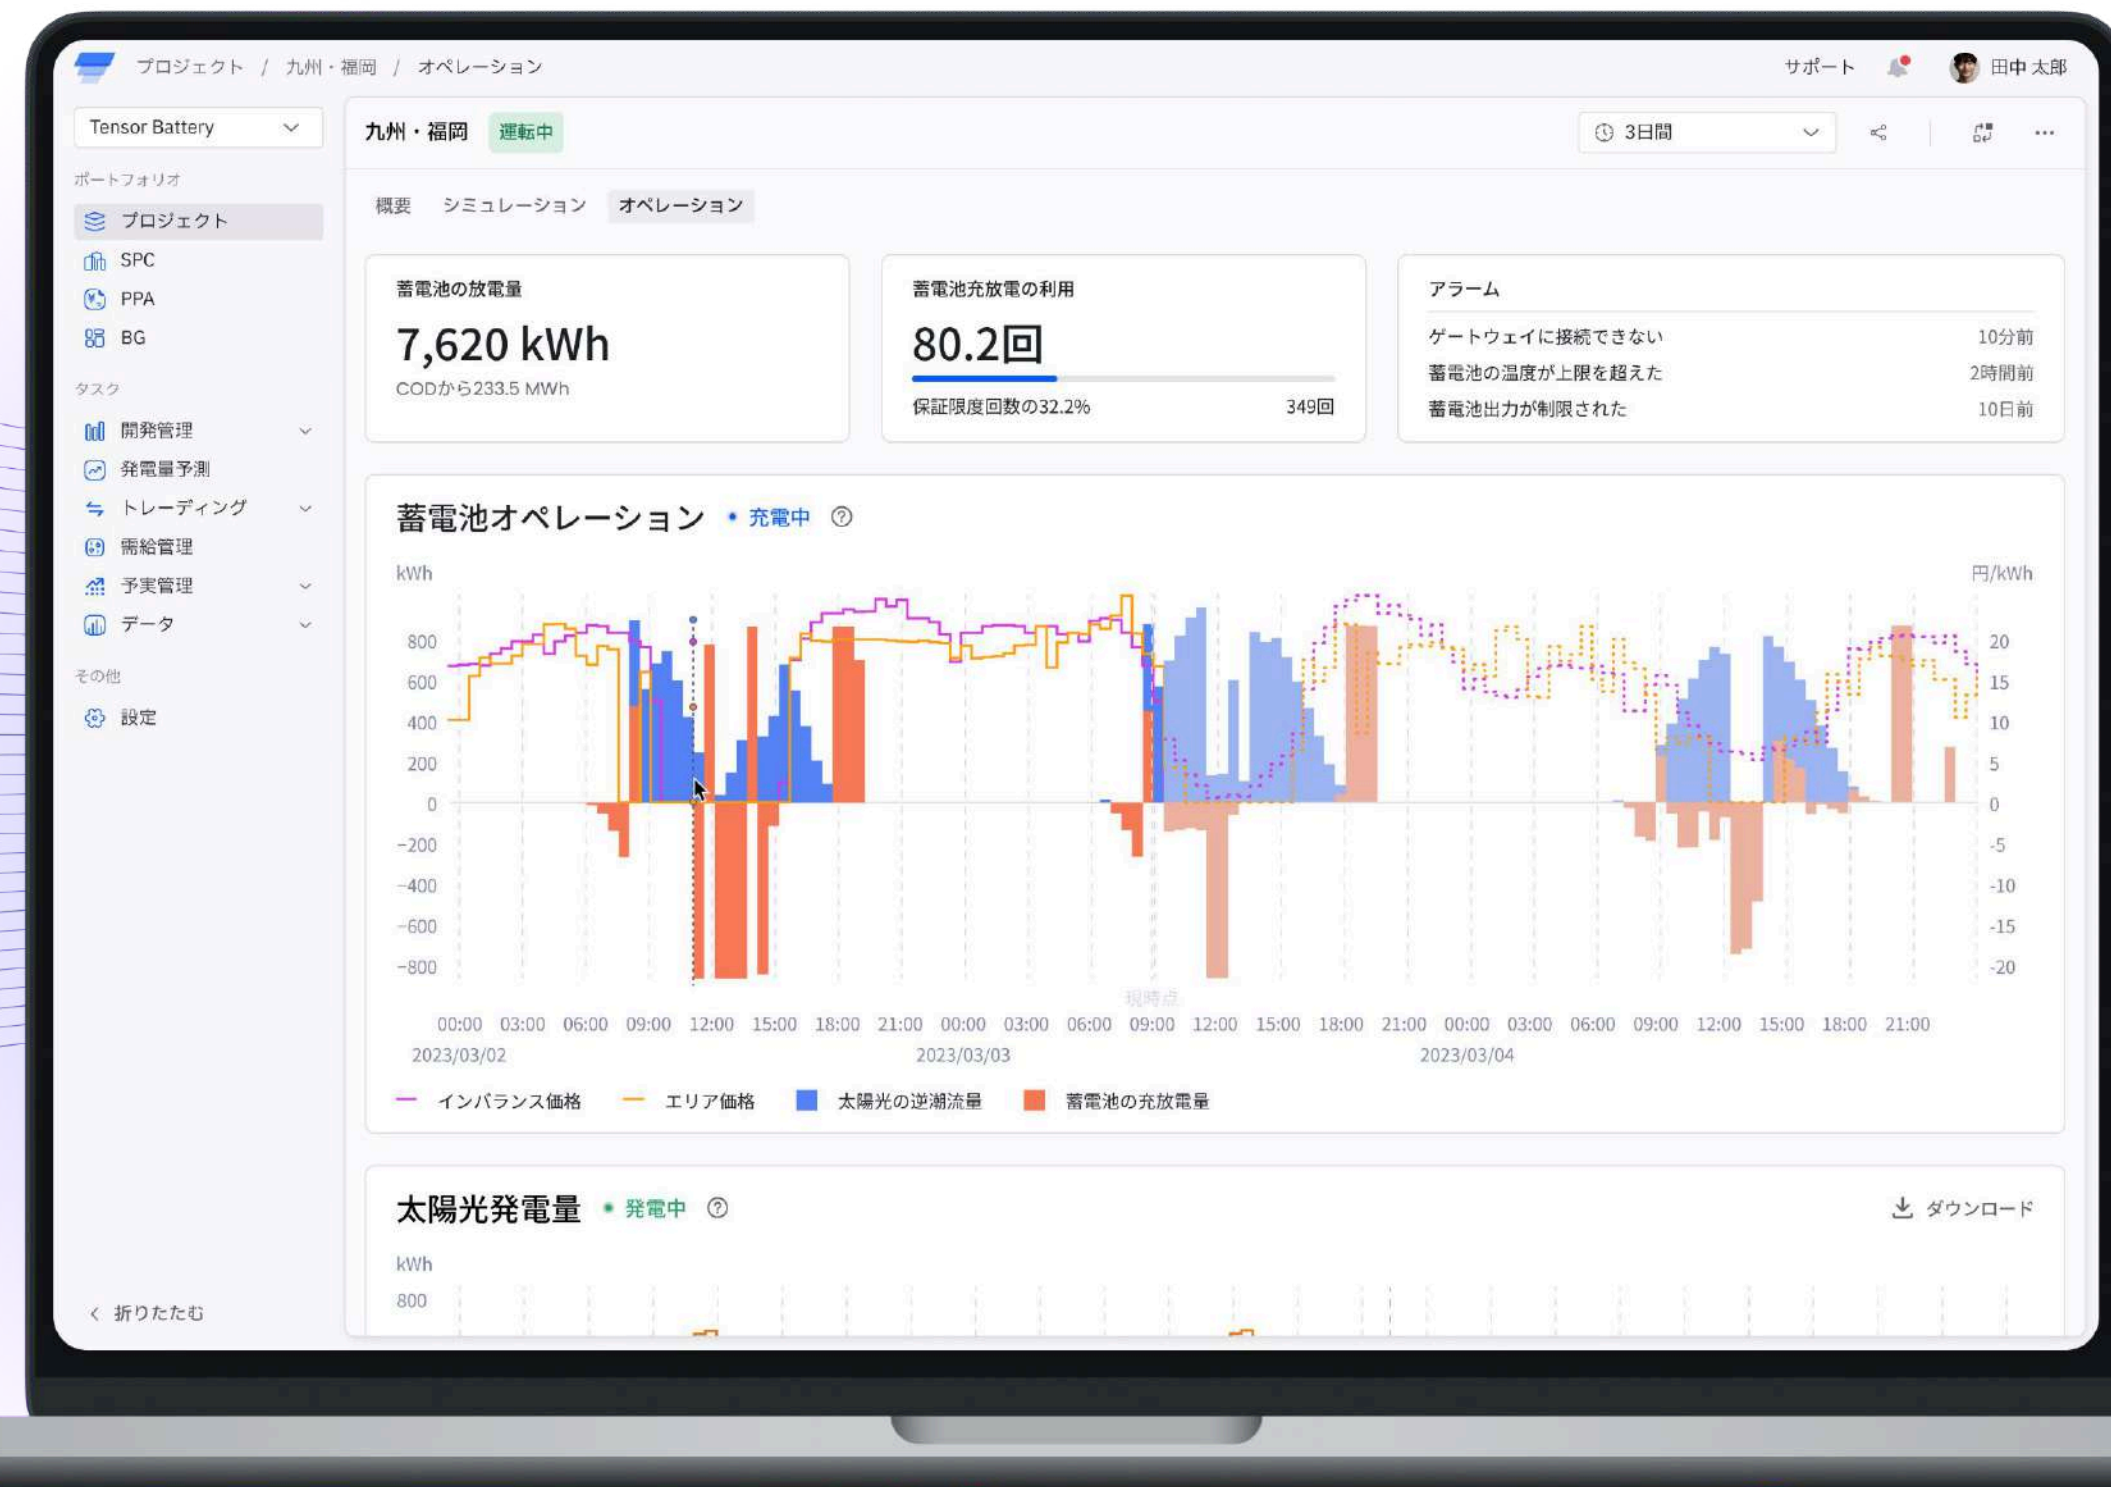 プロジェクト / 九州・福岡 / オペレーション
サポート
田中 太郎
Tensor Battery
ポートフォリオ
プロジェクト
SPC
PPA
BG
タスク
開発管理
発電量予測
トレーディング
需給管理
予実管理
データ
その他
設定
折りたたむ
九州・福岡 運転中
3日間
概要 シミュレーション オペレーション
蓄電池の放電量
7,620 kWh
CODから233.5 MWh
蓄電池充放電の利用
80.2回
保証限度回数の32.2% 349回
アラーム
ゲートウェイに接続できない 10分前
蓄電池の温度が上限を超えた 2時間前
蓄電池出力が制限された 10日前
蓄電池オペレーション • 充電中
kWh 円/kWh
800 20
600 15
400 10
200 5
0 0
-200 -5
-400 -10
-600 -15
-800 -20
現時点
00:00 03:00 06:00 09:00 12:00 15:00 18:00 21:00 00:00 03:00 06:00 09:00 12:00 15:00 18:00 21:00 00:00 03:00 06:00 09:00 12:00 15:00 18:00 21:00
2023/03/02 2023/03/03 2023/03/04
インバランス価格 エリア価格 太陽光の逆潮流量 蓄電池の充放電量
太陽光発電量 • 発電中
ダウンロード
kWh
800